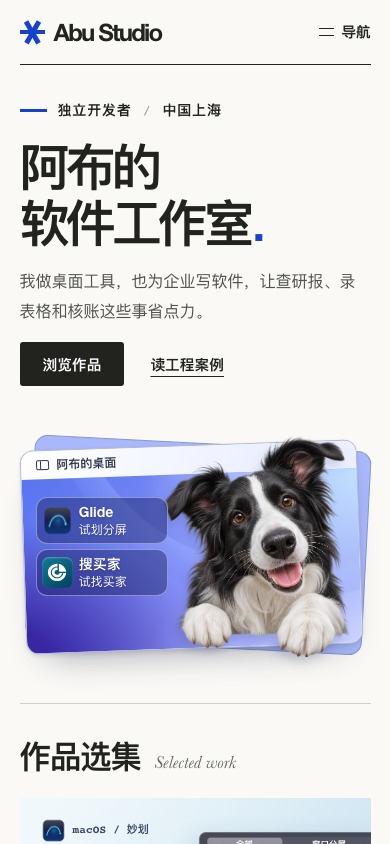 Abu Studio
导航
独立开发者 / 中国上海
阿布的
软件工作室.
我做桌面工具，也为企业写软件，让查研报、录
表格和核账这些事省点力。
浏览作品
读工程案例
阿布的桌面
Glide
试划分屏
搜买家
试找买家
作品选集
Selected work
macOS / 妙划